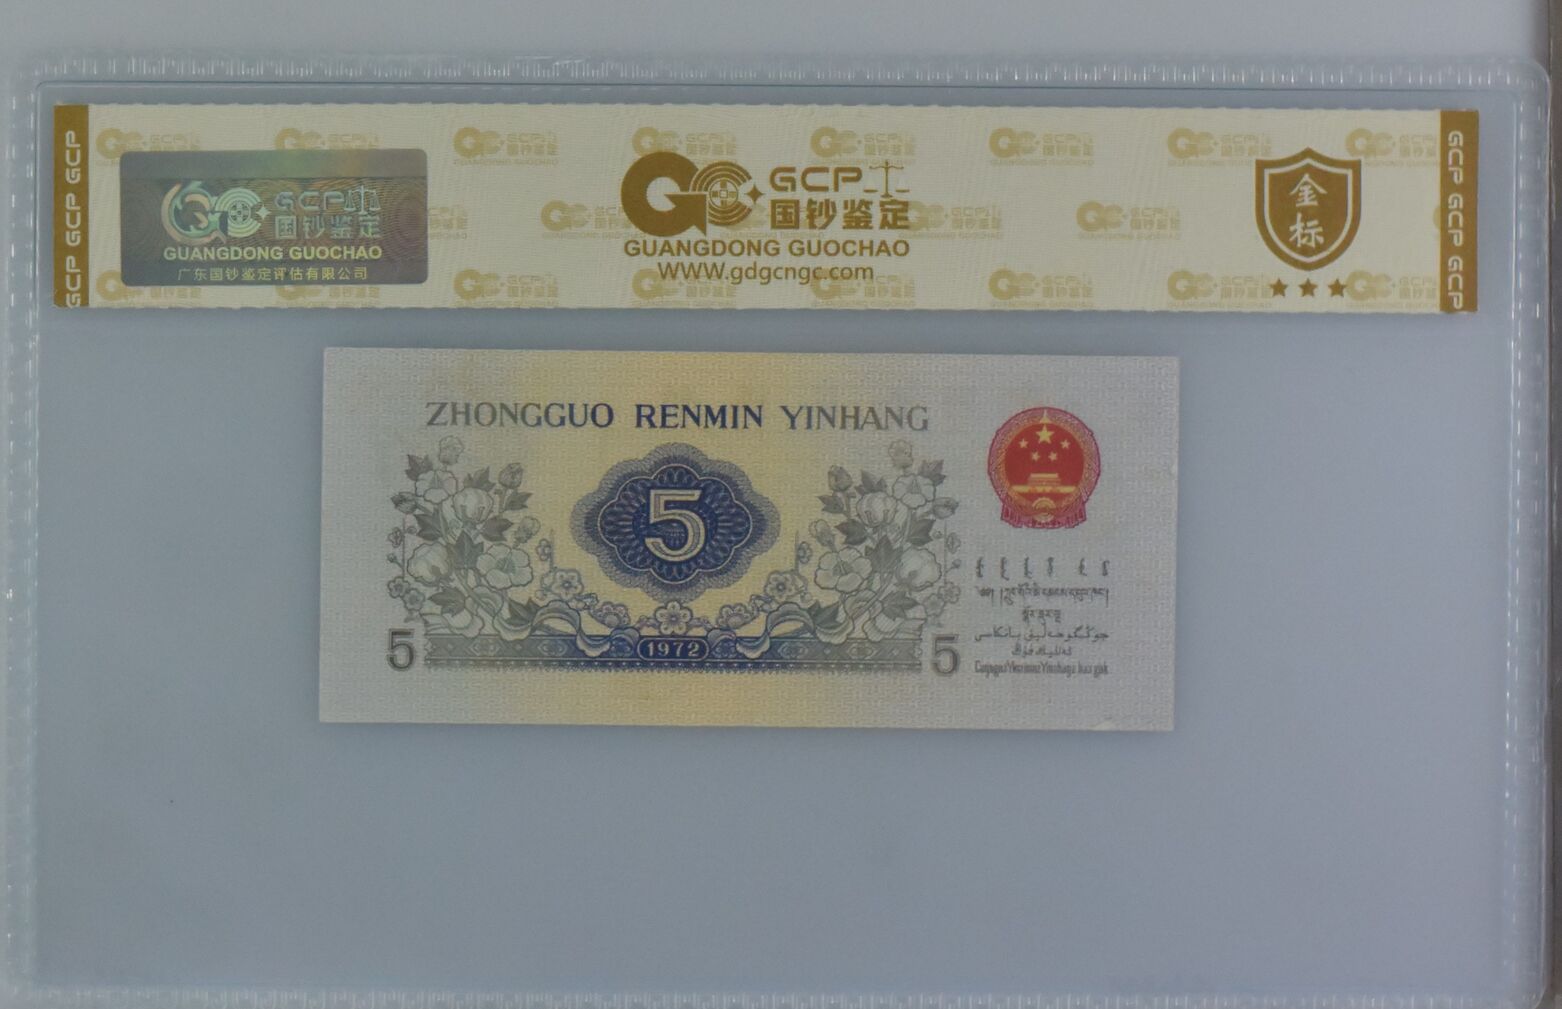 GCP GCP GCP
GCP
国钞鉴定
GUANGDONG GUOCHAO
广东国钞鉴定评估有限公司
GCP
国钞鉴定
GUANGDONG GUOCHAO
WWW.gdgcngc.com
金
标
GCP GCP GCP
ZHONGGUO RENMIN YINHANG
5
5
1972
5